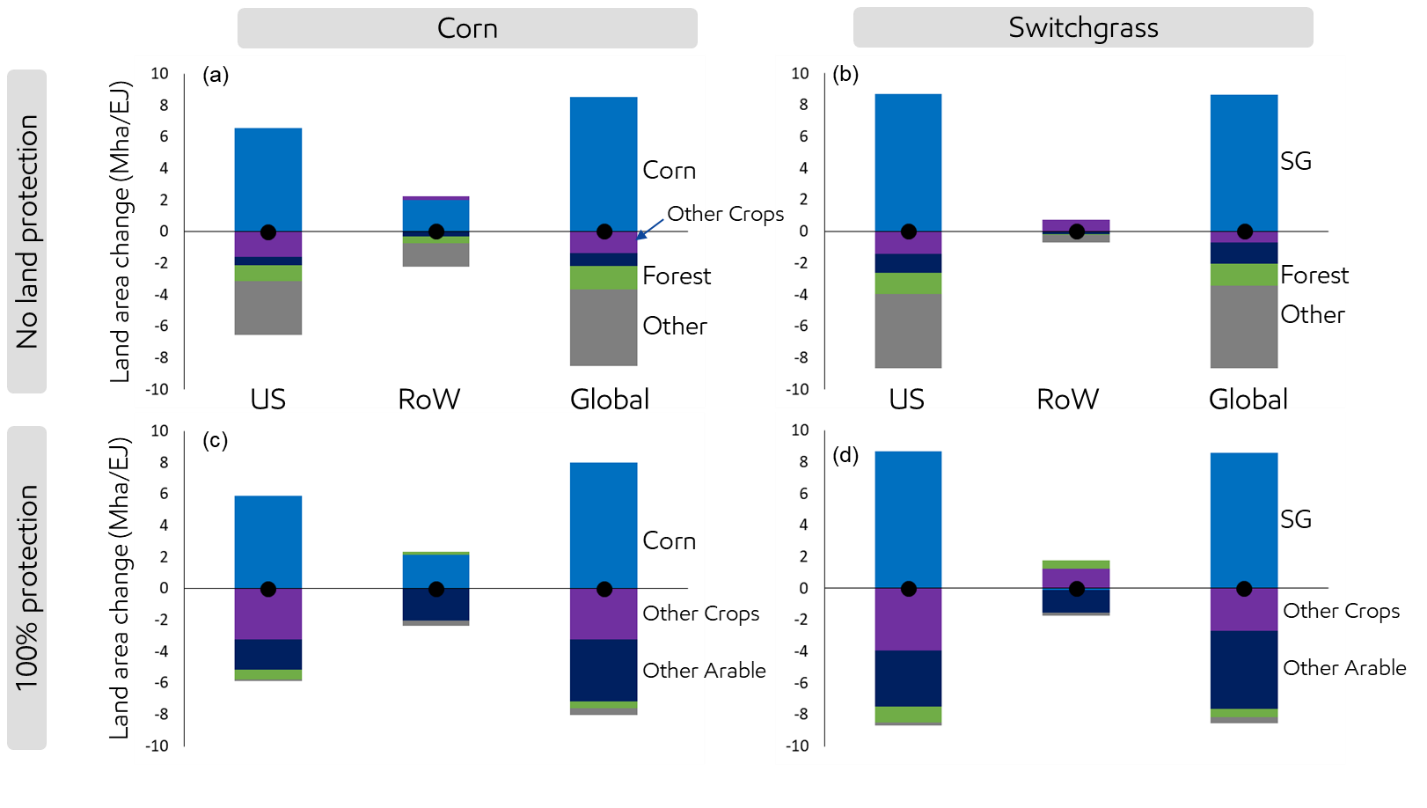 Corn
Switchgrass
No land protection
Land area change (Mha/EJ)
10
8
6
4
2
0
-2
-4
-6
-8
-10
(a)
Corn
Other Crops
Forest
Other
US
RoW
Global
10
8
6
4
2
0
-2
-4
-6
-8
-10
(b)
SG
Forest
Other
US
RoW
Global
100% protection
Land area change (Mha/EJ)
10
8
6
4
2
0
-2
-4
-6
-8
-10
(c)
Corn
Other Crops
Other Arable
10
8
6
4
2
0
-2
-4
-6
-8
-10
(d)
SG
Other Crops
Other Arable